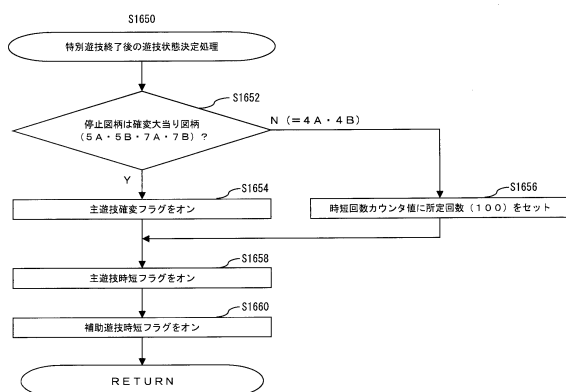 S1650
特別遊技終了後の遊技状態決定処理
S1652
停止図柄は確変大当り図柄
(5A・5B・7A・7B)?
N (=4A・4B)
Y
S1654
主遊技確変フラグをオン
S1656
時短回数カウンタ値に所定回数(100)をセット
S1658
主遊技時短フラグをオン
S1660
補助遊技時短フラグをオン
RETURN